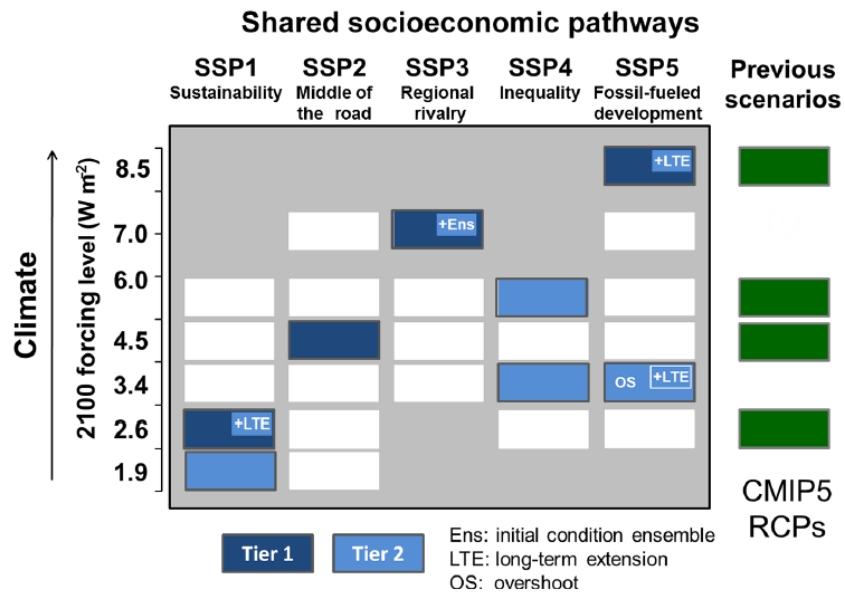 Shared socioeconomic pathways
SSP1 SSP2 SSP3 SSP4 SSP5
Sustainability Middle of the road Regional rivalry Inequality Fossil-fueled development
Previous scenarios
Climate
2100 forcing level (W m-2)
8.5 +LTE
7.0 +Ens
6.0
4.5
3.4 OS +LTE
2.6 +LTE
1.9
CMIP5
RCPs
Tier 1 Tier 2
Ens: initial condition ensemble
LTE: long-term extension
OS: overshoot